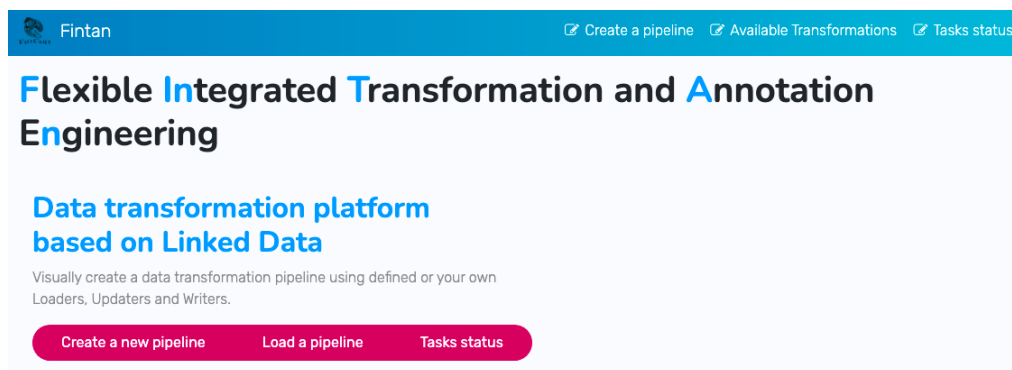 Fintan
Create a pipeline
Available Transformations
Tasks status
Flexible Integrated Transformation and Annotation
Engineering
Data transformation platform
based on Linked Data
Visually create a data transformation pipeline using defined or your own
Loaders, Updaters and Writers.
Create a new pipeline
Load a pipeline
Tasks status